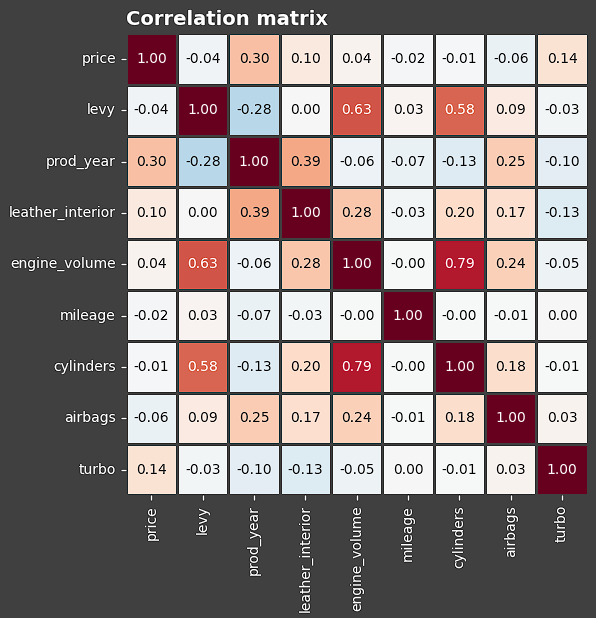 Correlation matrix
price 1.00 -0.04 0.30 0.10 0.04 -0.02 -0.01 -0.06 0.14
levy -0.04 1.00 -0.28 0.00 0.63 0.03 0.58 0.09 -0.03
prod_year 0.30 -0.28 1.00 0.39 -0.06 -0.07 -0.13 0.25 -0.10
leather_interior 0.10 0.00 0.39 1.00 0.28 -0.03 0.20 0.17 -0.13
engine_volume 0.04 0.63 -0.06 0.28 1.00 -0.00 0.79 0.24 -0.05
mileage -0.02 0.03 -0.07 -0.03 -0.00 1.00 -0.00 -0.01 0.00
cylinders -0.01 0.58 -0.13 0.20 0.79 -0.00 1.00 0.18 -0.01
airbags -0.06 0.09 0.25 0.17 0.24 -0.01 0.18 1.00 0.03
turbo 0.14 -0.03 -0.10 -0.13 -0.05 0.00 -0.01 0.03 1.00
price
levy
prod_year
leather_interior
engine_volume
mileage
cylinders
airbags
turbo